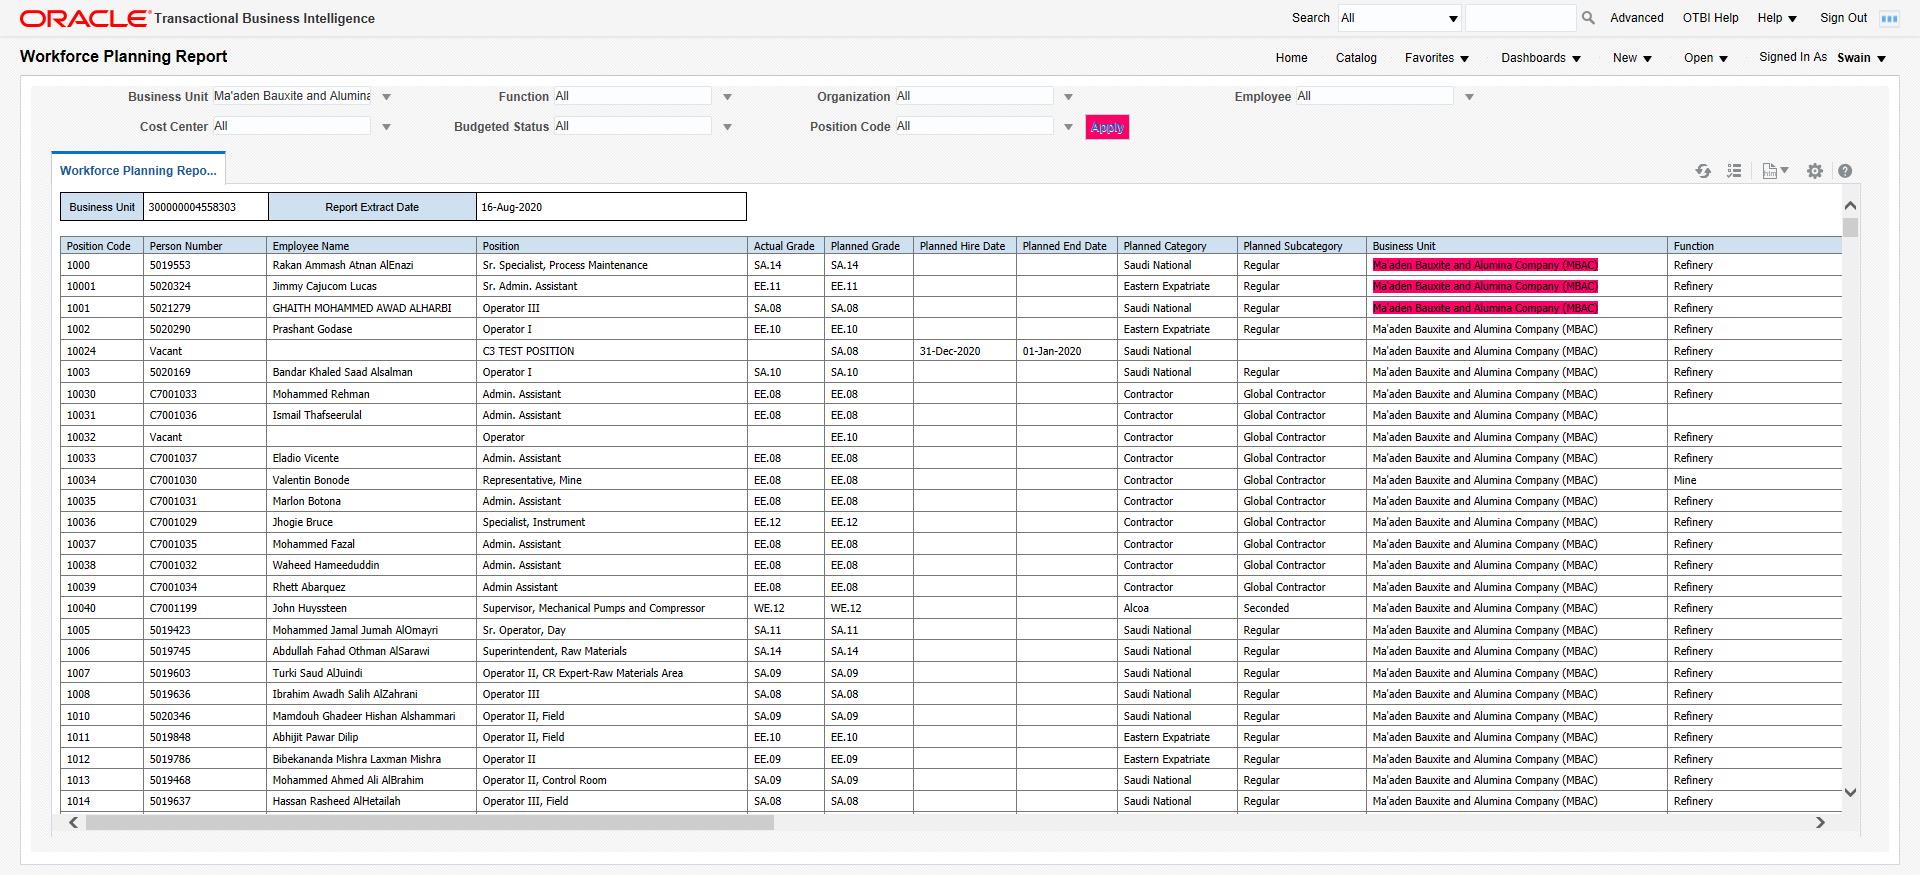 ORACLE Transactional Business Intelligence Search All Advanced OTBI Help Help Sign Out
Workforce Planning Report Home Catalog Favorites Dashboards New Open Signed In As Swain
Business Unit Ma'aden Bauxite and Alumina Function All Organization All Employee All
Cost Center All Budgeted Status All Position Code All Apply
Workforce Planning Repo...
Business Unit 300000004558303 Report Extract Date 16-Aug-2020
Position Code Person Number Employee Name Position Actual Grade Planned Grade Planned Hire Date Planned End Date Planned Category Planned Subcategory Business Unit Function
1000 5019553 Rakan Ammash Atnan AlEnazi Sr. Specialist, Process Maintenance SA.14 SA.14 Saudi National Regular Ma'aden Bauxite and Alumina Company (MBAC) Refinery
10001 5020324 Jimmy Cajucom Lucas Sr. Admin. Assistant EE.11 EE.11 Eastern Expatriate Regular Ma'aden Bauxite and Alumina Company (MBAC) Refinery
1001 5021279 GHAITH MOHAMMED AWAD ALHARBI Operator III SA.08 SA.08 Saudi National Regular Ma'aden Bauxite and Alumina Company (MBAC) Refinery
1002 5020290 Prashant Godase Operator I EE.10 EE.10 Eastern Expatriate Regular Ma'aden Bauxite and Alumina Company (MBAC) Refinery
10024 Vacant C3 TEST POSITION SA.08 31-Dec-2020 01-Jan-2020 Saudi National Ma'aden Bauxite and Alumina Company (MBAC) Refinery
1003 5020169 Bandar Khaled Saad Alsalman Operator I SA.10 SA.10 Saudi National Regular Ma'aden Bauxite and Alumina Company (MBAC) Refinery
10030 C7001033 Mohammed Rehman Admin. Assistant EE.08 EE.08 Contractor Global Contractor Ma'aden Bauxite and Alumina Company (MBAC) Refinery
10031 C7001036 Ismail Thafseerulal Admin. Assistant EE.08 EE.08 Contractor Global Contractor Ma'aden Bauxite and Alumina Company (MBAC)
10032 Vacant Operator EE.10 Contractor Global Contractor Ma'aden Bauxite and Alumina Company (MBAC) Refinery
10033 C7001037 Eladio Vicente Admin. Assistant EE.08 EE.08 Contractor Global Contractor Ma'aden Bauxite and Alumina Company (MBAC) Refinery
10034 C7001030 Valentin Bonode Representative, Mine EE.08 EE.08 Contractor Global Contractor Ma'aden Bauxite and Alumina Company (MBAC) Mine
10035 C7001031 Marlon Botona Admin. Assistant EE.08 EE.08 Contractor Global Contractor Ma'aden Bauxite and Alumina Company (MBAC) Refinery
10036 C7001029 Jhogie Bruce Specialist, Instrument EE.12 EE.12 Contractor Global Contractor Ma'aden Bauxite and Alumina Company (MBAC) Refinery
10037 C7001035 Mohammed Fazal Admin. Assistant EE.08 EE.08 Contractor Global Contractor Ma'aden Bauxite and Alumina Company (MBAC) Refinery
10038 C7001032 Waheed Hameeduddin Admin. Assistant EE.08 EE.08 Contractor Global Contractor Ma'aden Bauxite and Alumina Company (MBAC) Refinery
10039 C7001034 Rhett Abarquez Admin Assistant EE.08 EE.08 Contractor Global Contractor Ma'aden Bauxite and Alumina Company (MBAC) Refinery
10040 C7001199 John Huyssteen Supervisor, Mechanical Pumps and Compressor WE.12 WE.12 Alcoa Seconded Ma'aden Bauxite and Alumina Company (MBAC) Refinery
1005 5019423 Mohammed Jamal Jumah AlOmayri Sr. Operator, Day SA.11 SA.11 Saudi National Regular Ma'aden Bauxite and Alumina Company (MBAC) Refinery
1006 5019745 Abdullah Fahad Othman AlSarawi Superintendent, Raw Materials SA.14 SA.14 Saudi National Regular Ma'aden Bauxite and Alumina Company (MBAC) Refinery
1007 5019603 Turki Saud AlJuindi Operator II, CR Expert-Raw Materials Area SA.09 SA.09 Saudi National Regular Ma'aden Bauxite and Alumina Company (MBAC) Refinery
1008 5019636 Ibrahim Awadh Salih AlZahrani Operator III SA.08 SA.08 Saudi National Regular Ma'aden Bauxite and Alumina Company (MBAC) Refinery
1010 5020346 Mamdouh Ghadeer Hishan Alshammari Operator II, Field SA.09 SA.09 Saudi National Regular Ma'aden Bauxite and Alumina Company (MBAC) Refinery
1011 5019848 Abhijit Pawar Dilip Operator II, Field EE.10 EE.10 Eastern Expatriate Regular Ma'aden Bauxite and Alumina Company (MBAC) Refinery
1012 5019786 Bibekananda Mishra Laxman Mishra Operator II EE.09 EE.09 Eastern Expatriate Regular Ma'aden Bauxite and Alumina Company (MBAC) Refinery
1013 5019468 Mohammed Ahmed Ali AlBrahim Operator II, Control Room SA.09 SA.09 Saudi National Regular Ma'aden Bauxite and Alumina Company (MBAC) Refinery
1014 5019637 Hassan Rasheed AlHetailah Operator III, Field SA.08 SA.08 Saudi National Regular Ma'aden Bauxite and Alumina Company (MBAC) Refinery